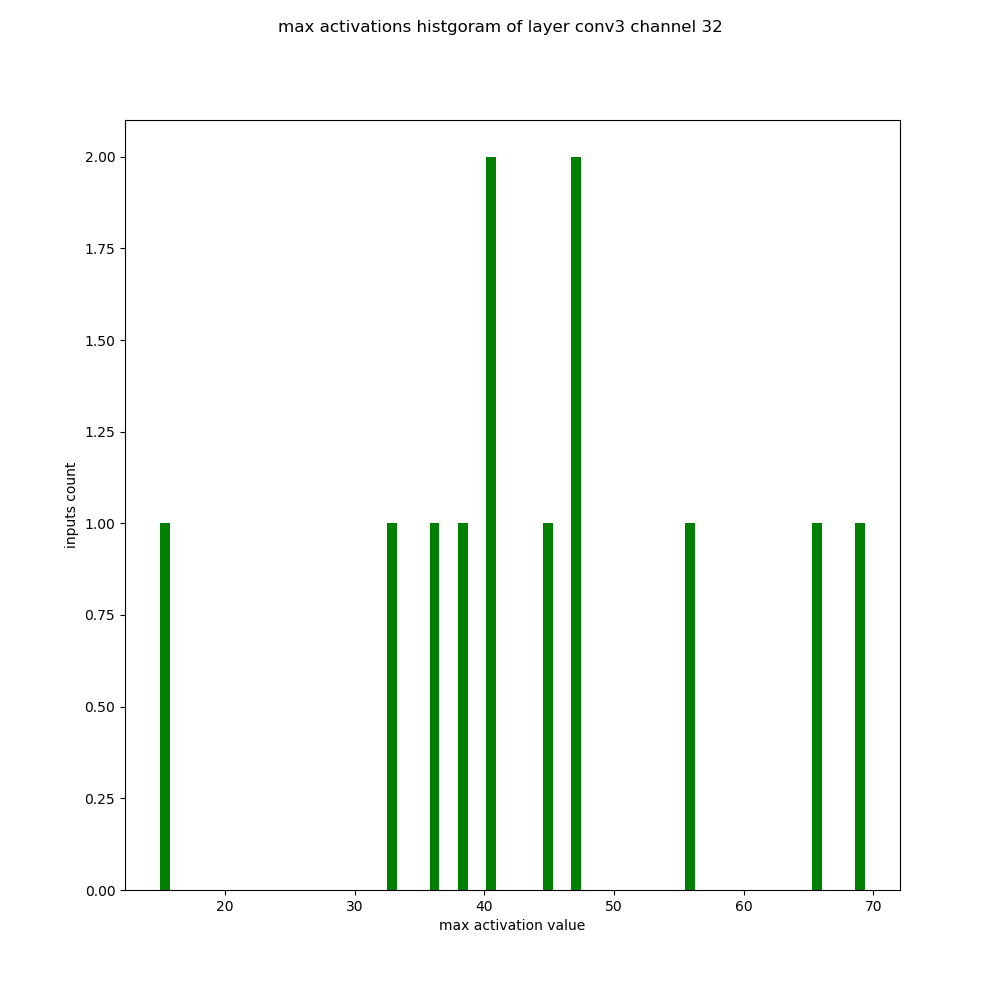 max activations histgoram of layer conv3 channel 32
2.00
1.75
1.50
1.25
1.00
0.75
0.50
0.25
0.00
inputs count
20 30 40 50 60 70
max activation value